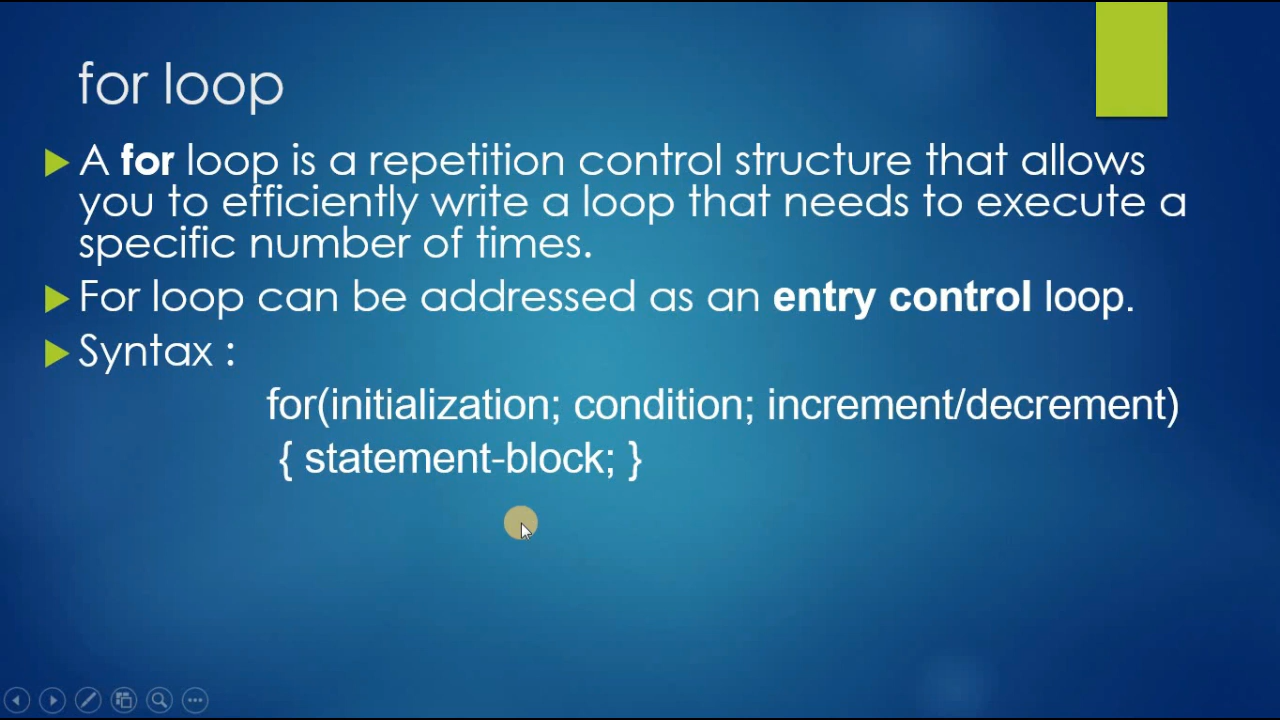 for loop
A for loop is a repetition control structure that allows
you to efficiently write a loop that needs to execute a
specific number of times.
For loop can be addressed as an entry control loop.
Syntax :
for(initialization; condition; increment/decrement)
{ statement-block; }